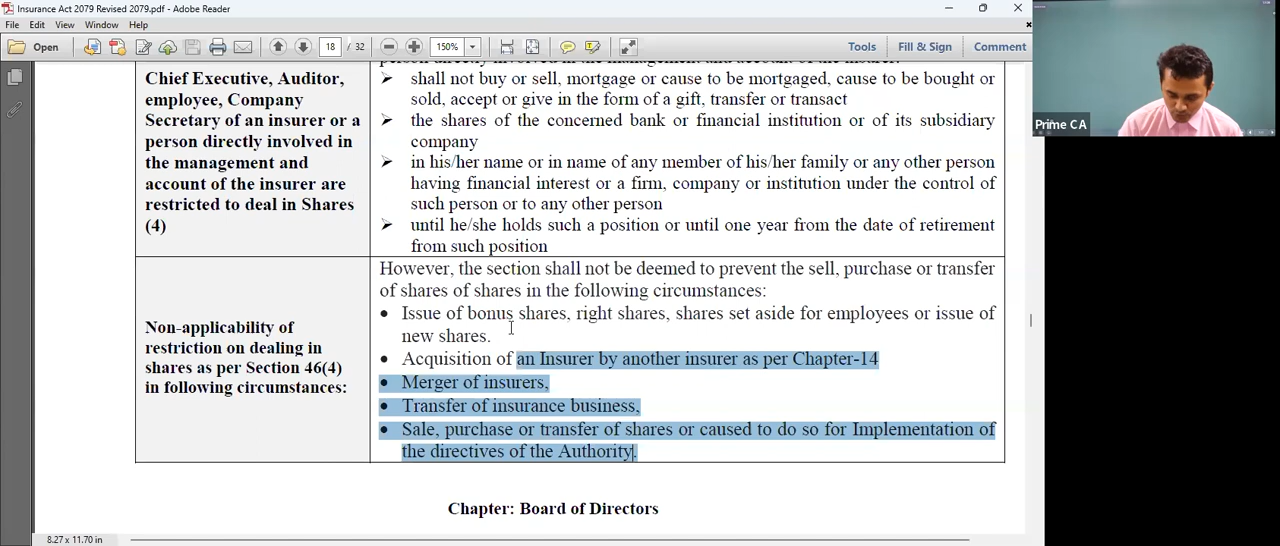 Insurance Act 2079 Revised 2079.pdf - Adobe Reader
File Edit View Window Help
Open 18 / 32 150% Tools Fill & Sign Comment
Prime CA
person directly involved in the management and account of the insurer.
Chief Executive, Auditor,
employee, Company
Secretary of an insurer or a
person directly involved in
the management and
account of the insurer are
restricted to deal in Shares
(4)
➢ shall not buy or sell, mortgage or cause to be mortgaged, cause to be bought or
sold, accept or give in the form of a gift, transfer or transact
➢ the shares of the concerned bank or financial institution or of its subsidiary
company
➢ in his/her name or in name of any member of his/her family or any other person
having financial interest or a firm, company or institution under the control of
such person or to any other person
➢ until he/she holds such a position or until one year from the date of retirement
from such position
Non-applicability of
restriction on dealing in
shares as per Section 46(4)
in following circumstances:
However, the section shall not be deemed to prevent the sell, purchase or transfer
of shares of shares in the following circumstances:
• Issue of bonus shares, right shares, shares set aside for employees or issue of
new shares.
• Acquisition of an Insurer by another insurer as per Chapter-14
• Merger of insurers,
• Transfer of insurance business,
• Sale, purchase or transfer of shares or caused to do so for Implementation of
the directives of the Authority.
Chapter: Board of Directors
8.27 x 11.70 in